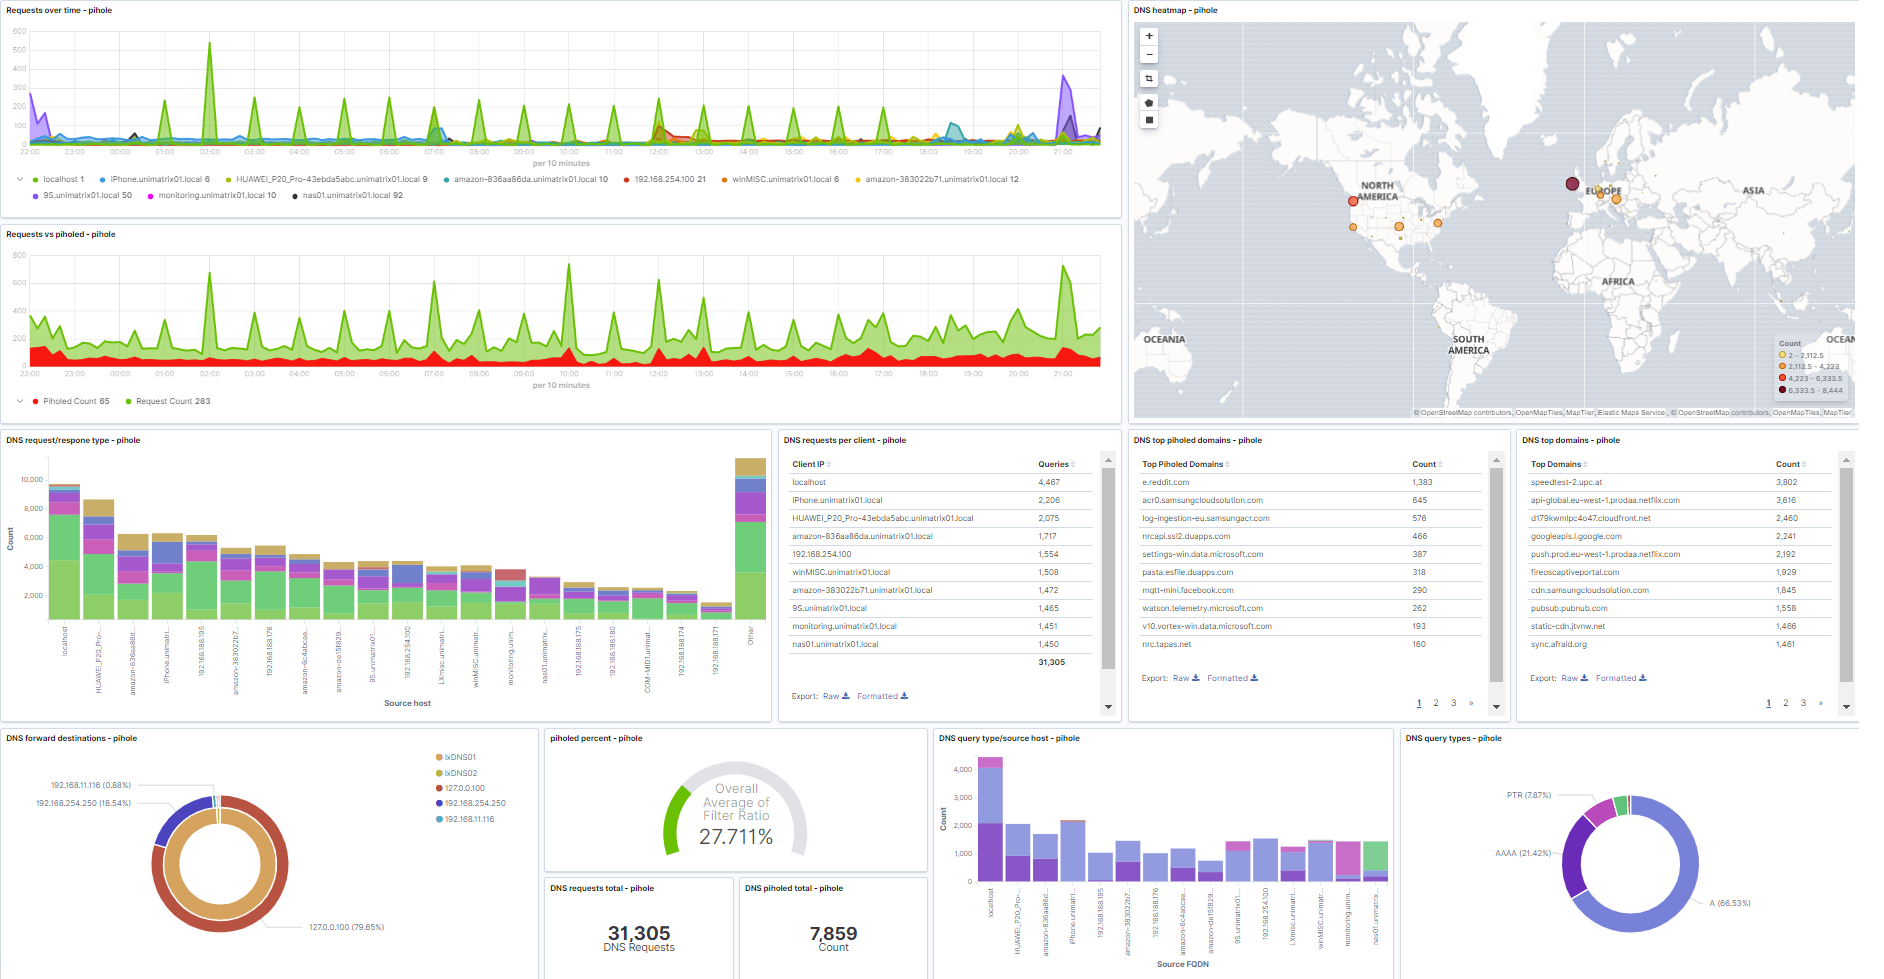 Requests over time - pihole
600
500
400
300
200
100
0
22:00 23:00 00:00 01:00 02:00 03:00 04:00 05:00 06:00 07:00 08:00 09:00 10:00 11:00 12:00 13:00 14:00 15:00 16:00 17:00 18:00 19:00 20:00 21:00
per 10 minutes
localhost 1 iPhone.unimatrix01.local 6 HUAWEI_P20_Pro-43ebda5abc.unimatrix01.local 9 amazon-836aa86da.unimatrix01.local 10 192.168.254.100 21 winMISC.unimatrix01.local 6 amazon-383022b71.unimatrix01.local 12
9S.unimatrix01.local 50 monitoring.unimatrix01.local 10 nas01.unimatrix01.local 92
Requests vs piholed - pihole
800
600
400
200
0
22:00 23:00 00:00 01:00 02:00 03:00 04:00 05:00 06:00 07:00 08:00 09:00 10:00 11:00 12:00 13:00 14:00 15:00 16:00 17:00 18:00 19:00 20:00 21:00
per 10 minutes
Piholed Count 65 Request Count 283
DNS heatmap - pihole
NORTH
AMERICA
EUROPE
ASIA
AFRICA
OCEANIA
SOUTH
AMERICA
OCEAN
Count
2 – 2,112.5
2,112.5 – 4,223
4,223 – 6,333.5
6,333.5 – 8,444
© OpenStreetMap contributors, OpenMapTiles, MapTiler, Elastic Maps Service, © OpenStreetMap contributors, OpenMapTiles, MapTiler
DNS request/respone type - pihole
10,000
8,000
6,000
4,000
2,000
Count
localhost
HUAWEI_P20_Pro-...
amazon-836aa86d...
iPhone.unimatri...
192.168.188.195
amazon-383022b7...
192.168.188.176
amazon-6c4abcae...
amazon-de15f829...
9S.unimatrix01...
192.168.254.100
LXmisc.unimatri...
winMISC.unimatr...
monitoring.unim...
nas01.unimatrix...
192.168.188.175
192.168.188.180
COM-MID1.unimat...
192.168.188.174
192.168.188.171
Other
Source host
DNS requests per client - pihole
Client IP Queries
localhost 4,467
iPhone.unimatrix01.local 2,206
HUAWEI_P20_Pro-43ebda5abc.unimatrix01.local 2,075
amazon-836aa86da.unimatrix01.local 1,717
192.168.254.100 1,554
winMISC.unimatrix01.local 1,508
amazon-383022b71.unimatrix01.local 1,472
9S.unimatrix01.local 1,465
monitoring.unimatrix01.local 1,451
nas01.unimatrix01.local 1,450
31,305
Export: Raw Formatted
DNS top piholed domains - pihole
Top Piholed Domains Count
e.reddit.com 1,383
acr0.samsungcloudsolution.com 645
log-ingestion-eu.samsungacr.com 576
nrcapi.ssl2.duapps.com 466
settings-win.data.microsoft.com 387
pasta.esfile.duapps.com 318
mqtt-mini.facebook.com 290
watson.telemetry.microsoft.com 262
v10.vortex-win.data.microsoft.com 193
nrc.tapas.net 160
Export: Raw Formatted
1 2 3 »
DNS top domains - pihole
Top Domains Count
speedtest-2.upc.at 3,802
api-global.eu-west-1.prodaa.netflix.com 3,616
d179kwmlpc4o47.cloudfront.net 2,460
googleapis.l.google.com 2,241
push.prod.eu-west-1.prodaa.netflix.com 2,192
fireoscaptiveportal.com 1,929
cdn.samsungcloudsolution.com 1,845
pubsub.pubnub.com 1,558
static-cdn.jtvnw.net 1,466
sync.afraid.org 1,461
Export: Raw Formatted
1 2 3 »
DNS forward destinations - pihole
192.168.11.116 (0.88%)
192.168.254.250 (18.54%)
127.0.0.100 (79.65%)
lxDNS01
lxDNS02
127.0.0.100
192.168.254.250
192.168.11.116
piholed percent - pihole
Overall
Average of
Filter Ratio
27.711%
DNS requests total - pihole
31,305
DNS Requests
DNS piholed total - pihole
7,859
Count
DNS query type/source host - pihole
4,000
3,000
2,000
1,000
0
Count
localhost
HUAWEI_P20_Pro-...
amazon-836aa86d...
iPhone.unimatri...
192.168.188.195
amazon-383022b7...
192.168.188.176
amazon-6c4abcae...
amazon-de15f829...
9S.unimatrix01...
192.168.254.100
LXmisc.unimatri...
winMISC.unimatr...
monitoring.unim...
nas01.unimatrix...
Source FQDN
DNS query types - pihole
PTR (7.87%)
AAAA (21.42%)
A (66.53%)